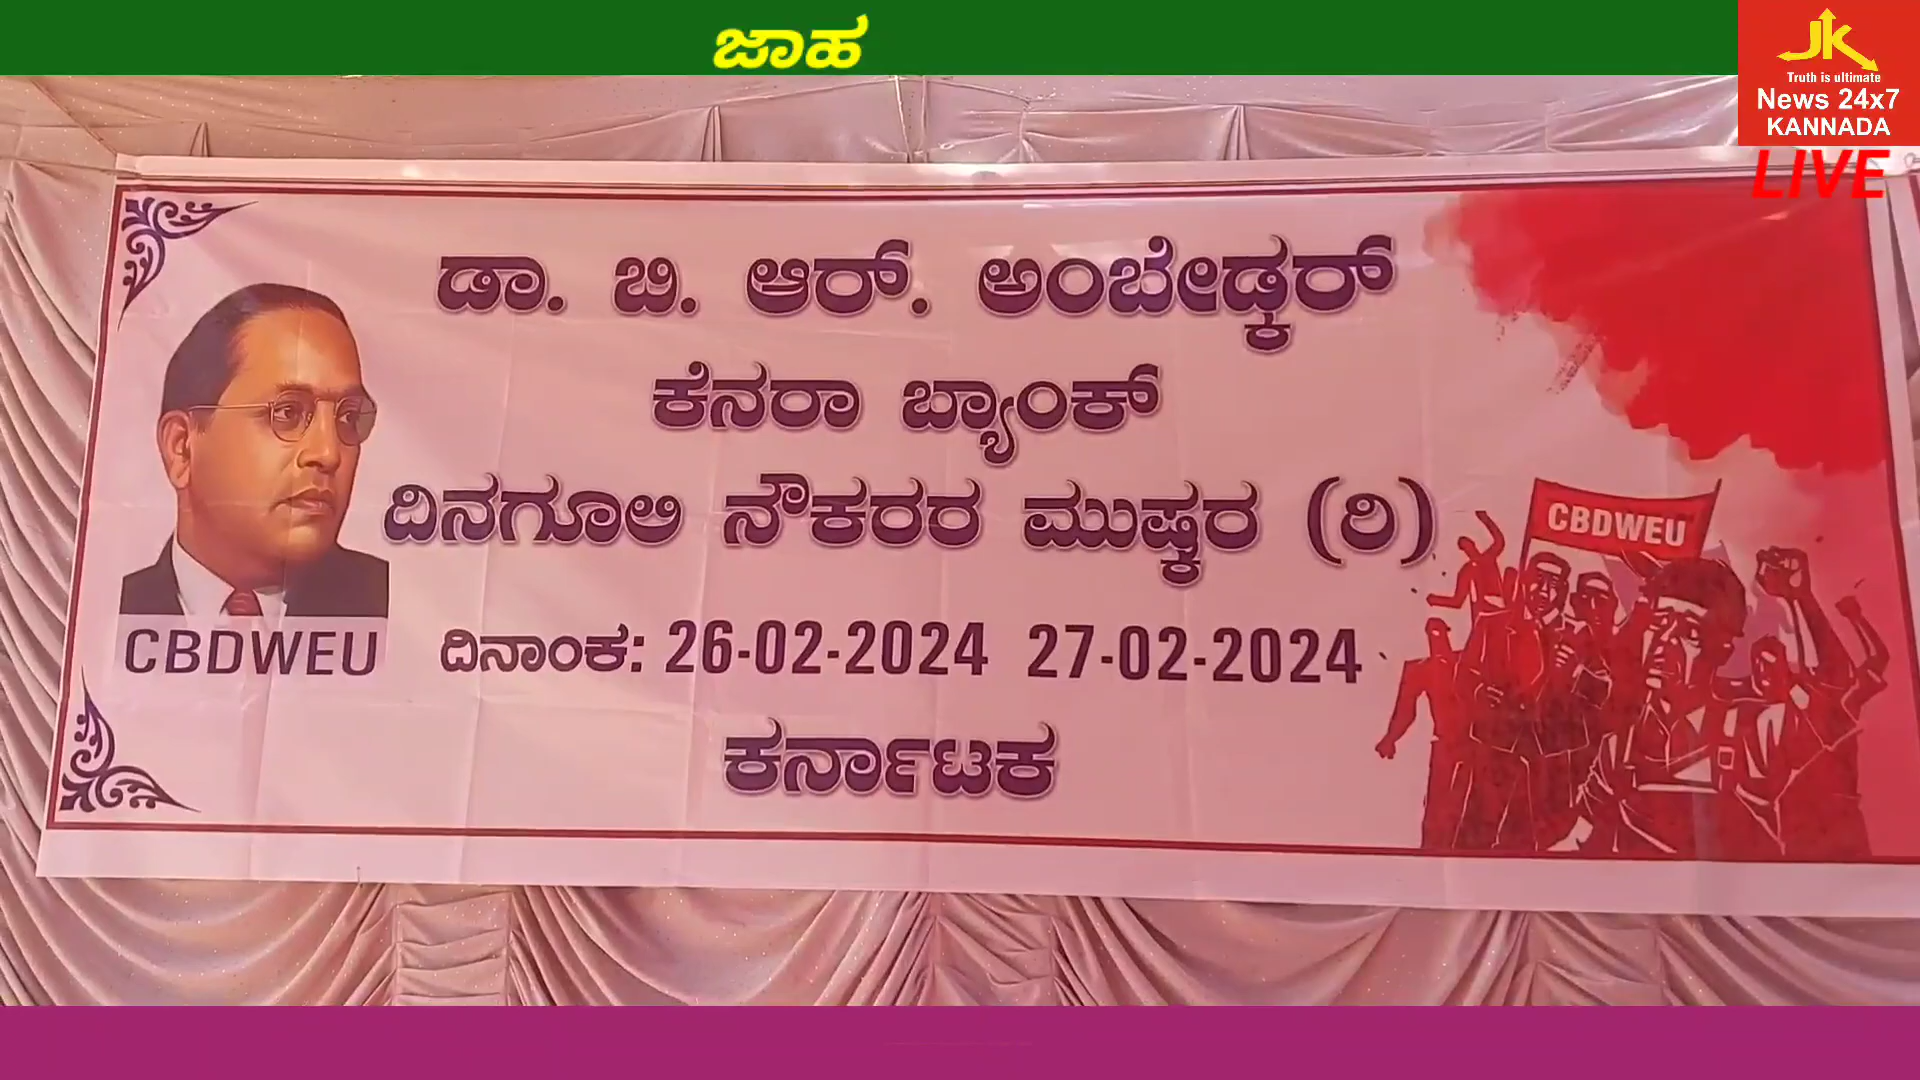 ಜಾಹ
JK
Truth is ultimate
News 24x7
KANNADA
LIVE
ಡಾ. ಬಿ. ಆರ್. ಅಂಬೇಡ್ಕರ್
ಕೆನರಾ ಬ್ಯಾಂಕ್
ದಿನಗೂಲಿ ನೌಕರರ ಮುಷ್ಕರ (ರಿ)
CBDWEU
CBDWEU
ದಿನಾಂಕ: 26-02-2024 27-02-2024
ಕರ್ನಾಟಕ